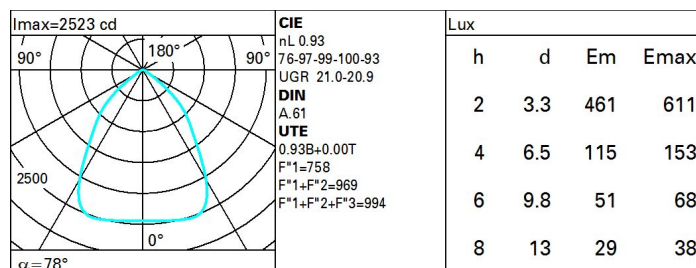 Imax=2523 cd
90° 180° 90°
2500
0°
α=78°
CIE
nL 0.93
76-97-99-100-93
UGR 21.0-20.9
DIN
A.61
UTE
0.93B+0.00T
F"1=758
F"1+F"2=969
F"1+F"2+F"3=994
Lux
h d Em Emax
2 3.3 461 611
4 6.5 115 153
6 9.8 51 68
8 13 29 38